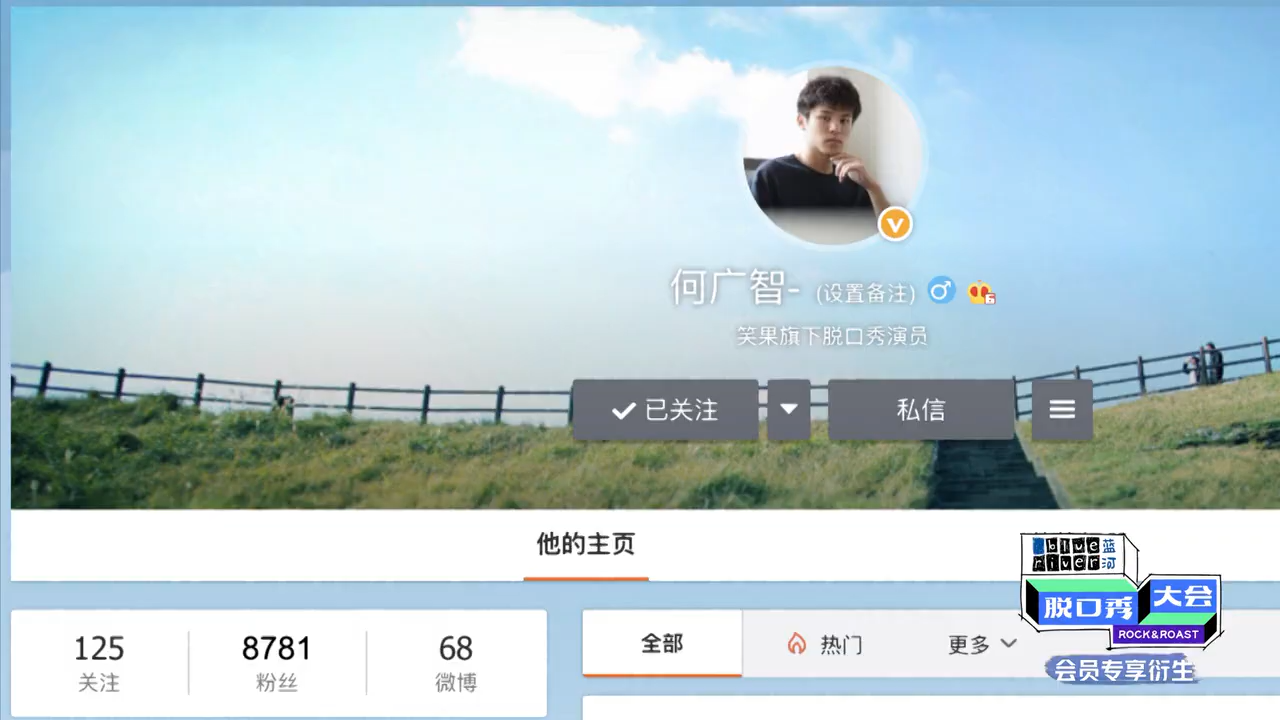 何广智- (设置备注)
笑果旗下脱口秀演员
已关注
私信
他的主页
125
关注
8781
粉丝
68
微博
全部
热门
更多
blue 蓝
river 河
脱口秀
大会
ROCK&ROAST
会员专享衍生